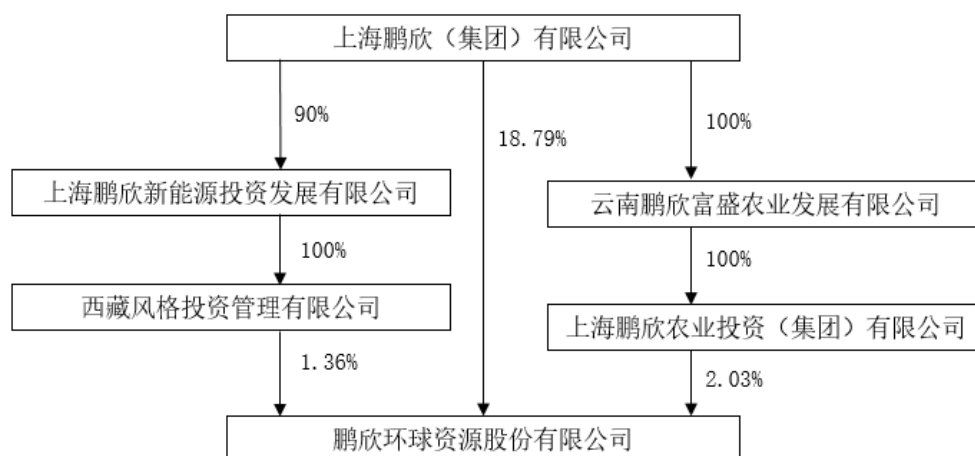 上海鹏欣（集团）有限公司
90%
18.79%
100%
上海鹏欣新能源投资发展有限公司
云南鹏欣富盛农业发展有限公司
100%
100%
西藏风格投资管理有限公司
上海鹏欣农业投资（集团）有限公司
1.36%
2.03%
鹏欣环球资源股份有限公司